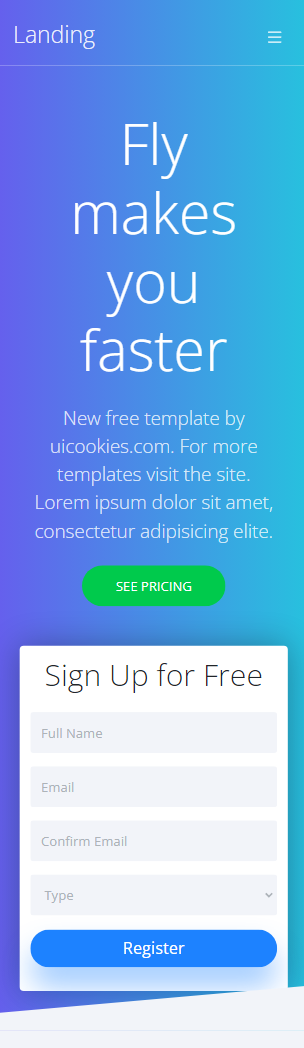 Landing
Fly
makes
you
faster
New free template by
uicookies.com. For more
templates visit the site.
Lorem ipsum dolor sit amet,
consectetur adipisicing elite.
SEE PRICING
Sign Up for Free
Full Name
Email
Confirm Email
Type
Register